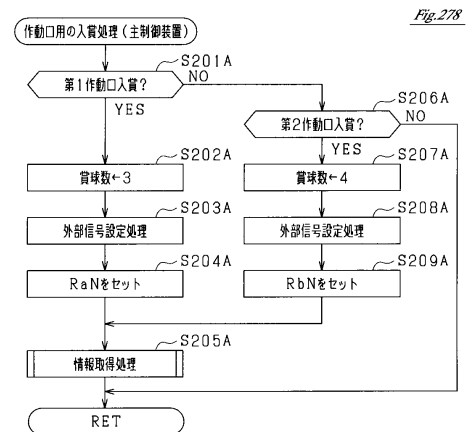 Fig.278
作動口用の入賞処理（主制御装置）
S201A
第1作動口入賞？
NO
YES
S206A
第2作動口入賞？
NO
YES
S202A
賞球数←3
S207A
賞球数←4
S203A
外部信号設定処理
S208A
外部信号設定処理
S204A
RaNをセット
S209A
RbNをセット
S205A
情報取得処理
RET